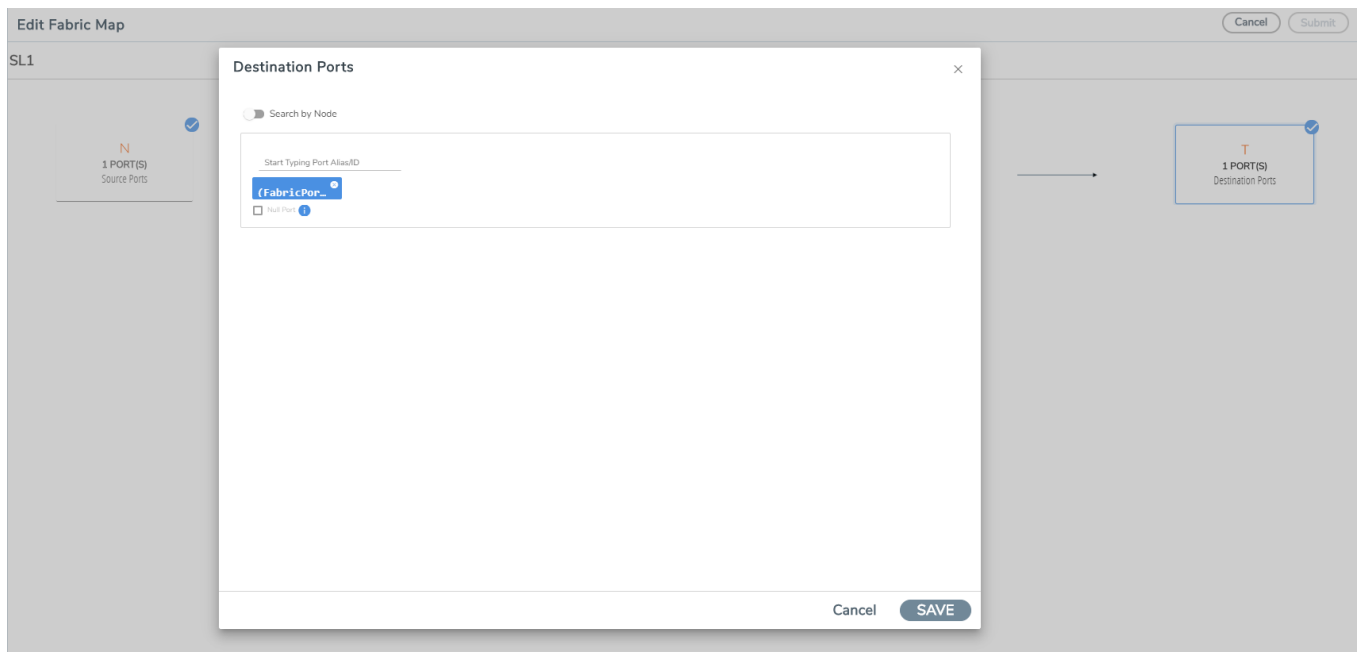 Edit Fabric Map
Cancel
Submit
SL1
Destination Ports
Search by Node
N
1 PORT(S)
Source Ports
Start Typing Port Alias/ID
(FabricPor…
Null Port
T
1 PORT(S)
Destination Ports
Cancel
SAVE